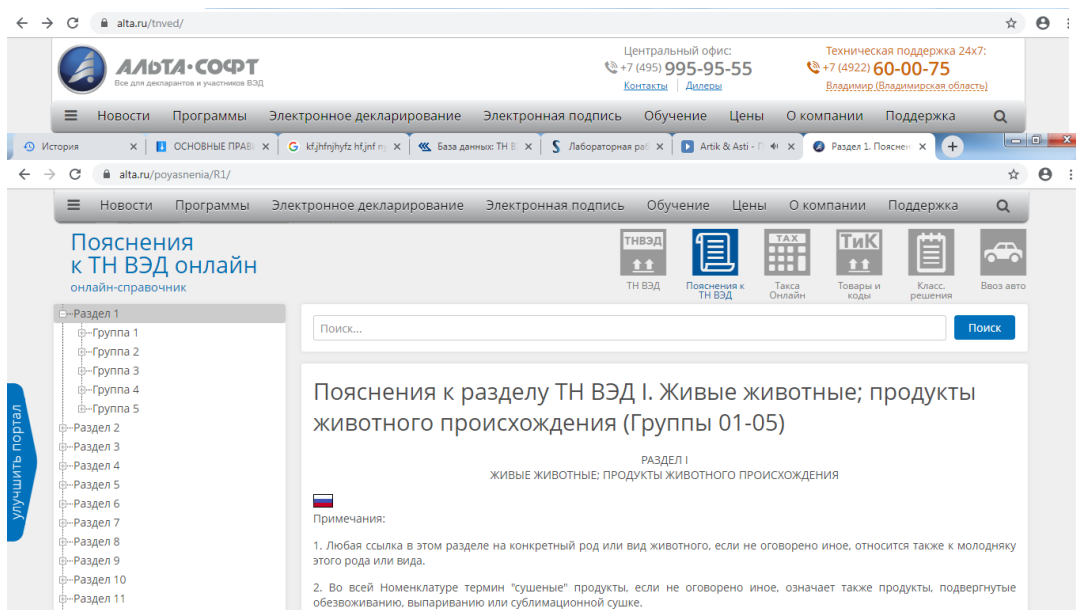 alta.ru/tnved/
АЛЬТА·СОФТ
Все для декларантов и участников ВЭД
Центральный офис:
+7 (495) 995-95-55
Контакты Дилеры
Техническая поддержка 24x7:
+7 (4922) 60-00-75
Владимир (Владимирская область)
Новости Программы Электронное декларирование Электронная подпись Обучение Цены О компании Поддержка
История ОСНОВНЫЕ ПРАВИ kf,jhfnjhyfz hf,jnf База данных: ТН В Лабораторная раб Artik & Asti - Раздел 1. Пояснен
alta.ru/poyasnenia/R1/
Новости Программы Электронное декларирование Электронная подпись Обучение Цены О компании Поддержка
Пояснения
к ТН ВЭД онлайн
онлайн-справочник
ТНВЭД
ТН ВЭД
Пояснения к
ТН ВЭД
TAX
Такса
Онлайн
ТиК
Товары и
коды
Класс.
решения
Ввоз авто
Раздел 1
Группа 1
Группа 2
Группа 3
Группа 4
Группа 5
Раздел 2
Раздел 3
Раздел 4
Раздел 5
Раздел 6
Раздел 7
Раздел 8
Раздел 9
Раздел 10
Раздел 11
улучшить портал
Поиск... Поиск
Пояснения к разделу ТН ВЭД I. Живые животные; продукты
животного происхождения (Группы 01-05)
РАЗДЕЛ I
ЖИВЫЕ ЖИВОТНЫЕ; ПРОДУКТЫ ЖИВОТНОГО ПРОИСХОЖДЕНИЯ
Примечания:
1. Любая ссылка в этом разделе на конкретный род или вид животного, если не оговорено иное, относится также к молодняку
этого рода или вида.
2. Во всей Номенклатуре термин "сушеные" продукты, если не оговорено иное, означает также продукты, подвергнутые
обезвоживанию, выпариванию или сублимационной сушке.